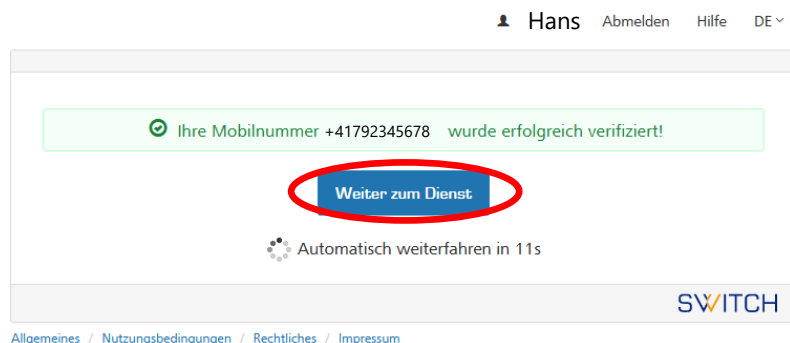 Hans Abmelden Hilfe DE
Ihre Mobilnummer +41792345678 wurde erfolgreich verifiziert!
Weiter zum Dienst
Automatisch weiterfahren in 11s
SWITCH
Allgemeines / Nutzungsbedingungen / Rechtliches / Impressum